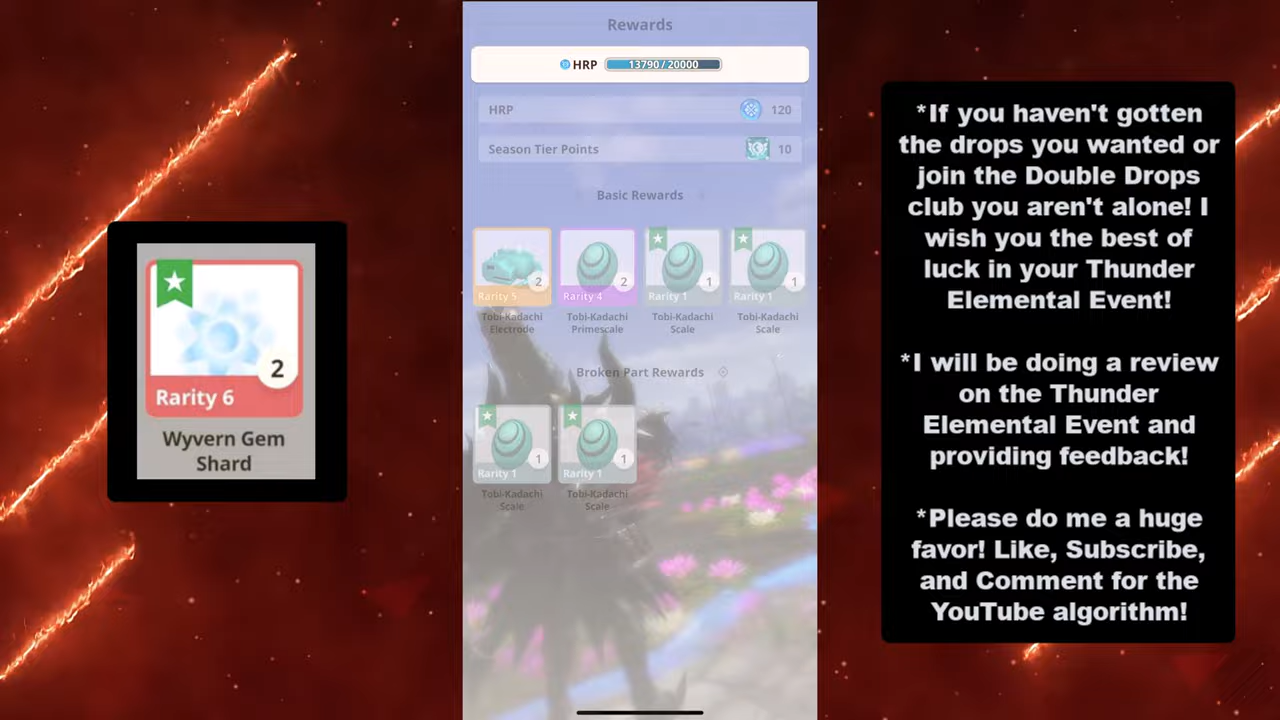 2
Rarity 6
Wyvern Gem
Shard
Rewards
HRP 13790/20000
HRP 120
Season Tier Points 10
Basic Rewards
2 2 1 1
Rarity 5 Rarity 4 Rarity 1 Rarity 1
Tobi-Kadachi Tobi-Kadachi Tobi-Kadachi Tobi-Kadachi
Electrode Primescale Scale Scale
Broken Part Rewards
1 1
Rarity 1 Rarity 1
Tobi-Kadachi Tobi-Kadachi
Scale Scale
*If you haven't gotten
the drops you wanted or
join the Double Drops
club you aren't alone! I
wish you the best of
luck in your Thunder
Elemental Event!
*I will be doing a review
on the Thunder
Elemental Event and
providing feedback!
*Please do me a huge
favor! Like, Subscribe,
and Comment for the
YouTube algorithm!